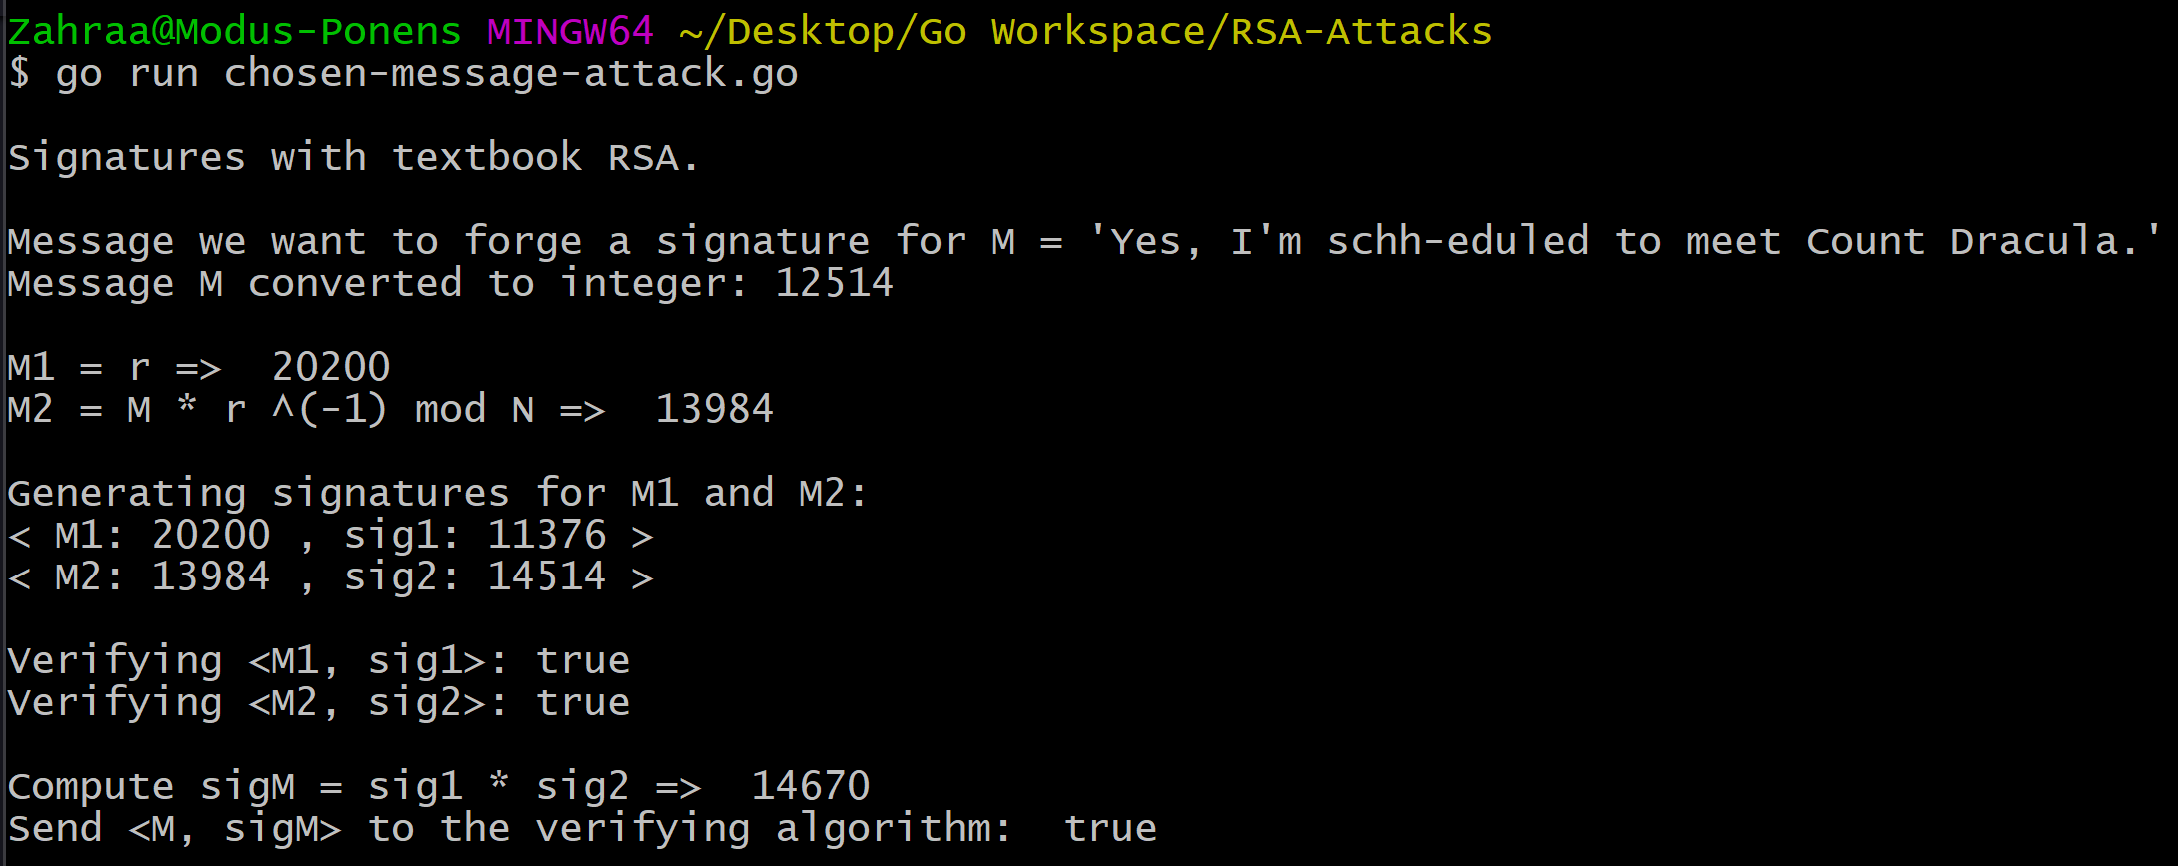 Zahraa@Modus-Ponens MINGW64 ~/Desktop/Go Workspace/RSA-Attacks
$ go run chosen-message-attack.go
Signatures with textbook RSA.
Message we want to forge a signature for M = 'Yes, I'm schh-eduled to meet Count Dracula.'
Message M converted to integer: 12514
M1 = r =>  20200
M2 = M * r ^(-1) mod N =>  13984
Generating signatures for M1 and M2:
< M1: 20200 , sig1: 11376 >
< M2: 13984 , sig2: 14514 >
Verifying <M1, sig1>: true
Verifying <M2, sig2>: true
Compute sigM = sig1 * sig2 =>  14670
Send <M, sigM> to the verifying algorithm:  true